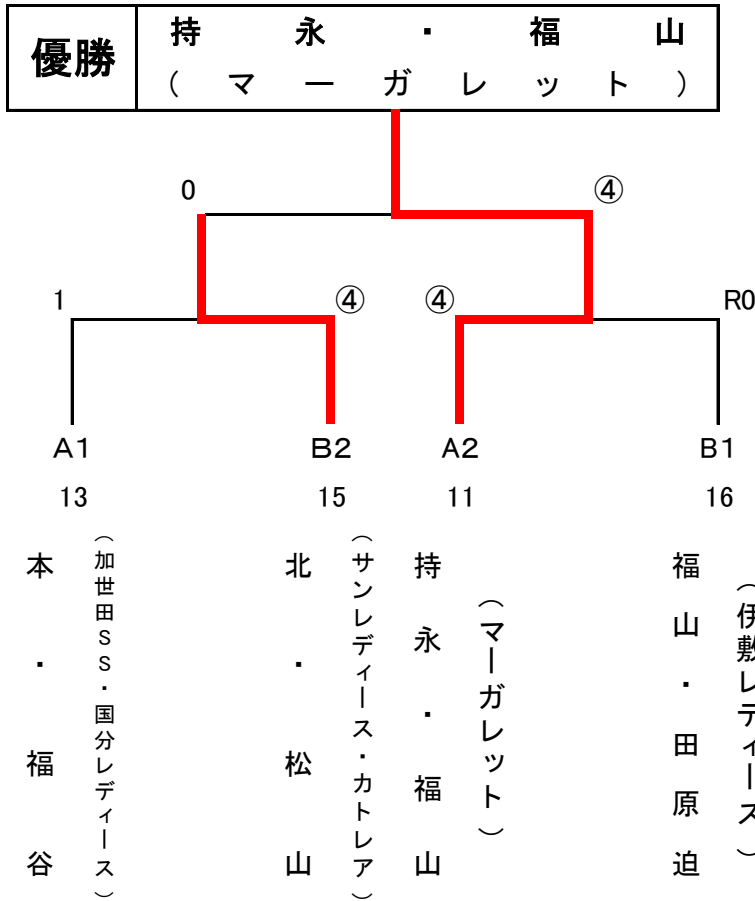 優勝
持永・福山
(マーガレット)
0 ④
1 ④ ④ R0
A1 B2 A2 B1
13 15 11 16
本・福谷
(加世田SS・国分レディース)
北・松山
(サンレディース・カトレア)
持永・福山
(マーガレット)
福山・田原迫
(伊敷レディース)